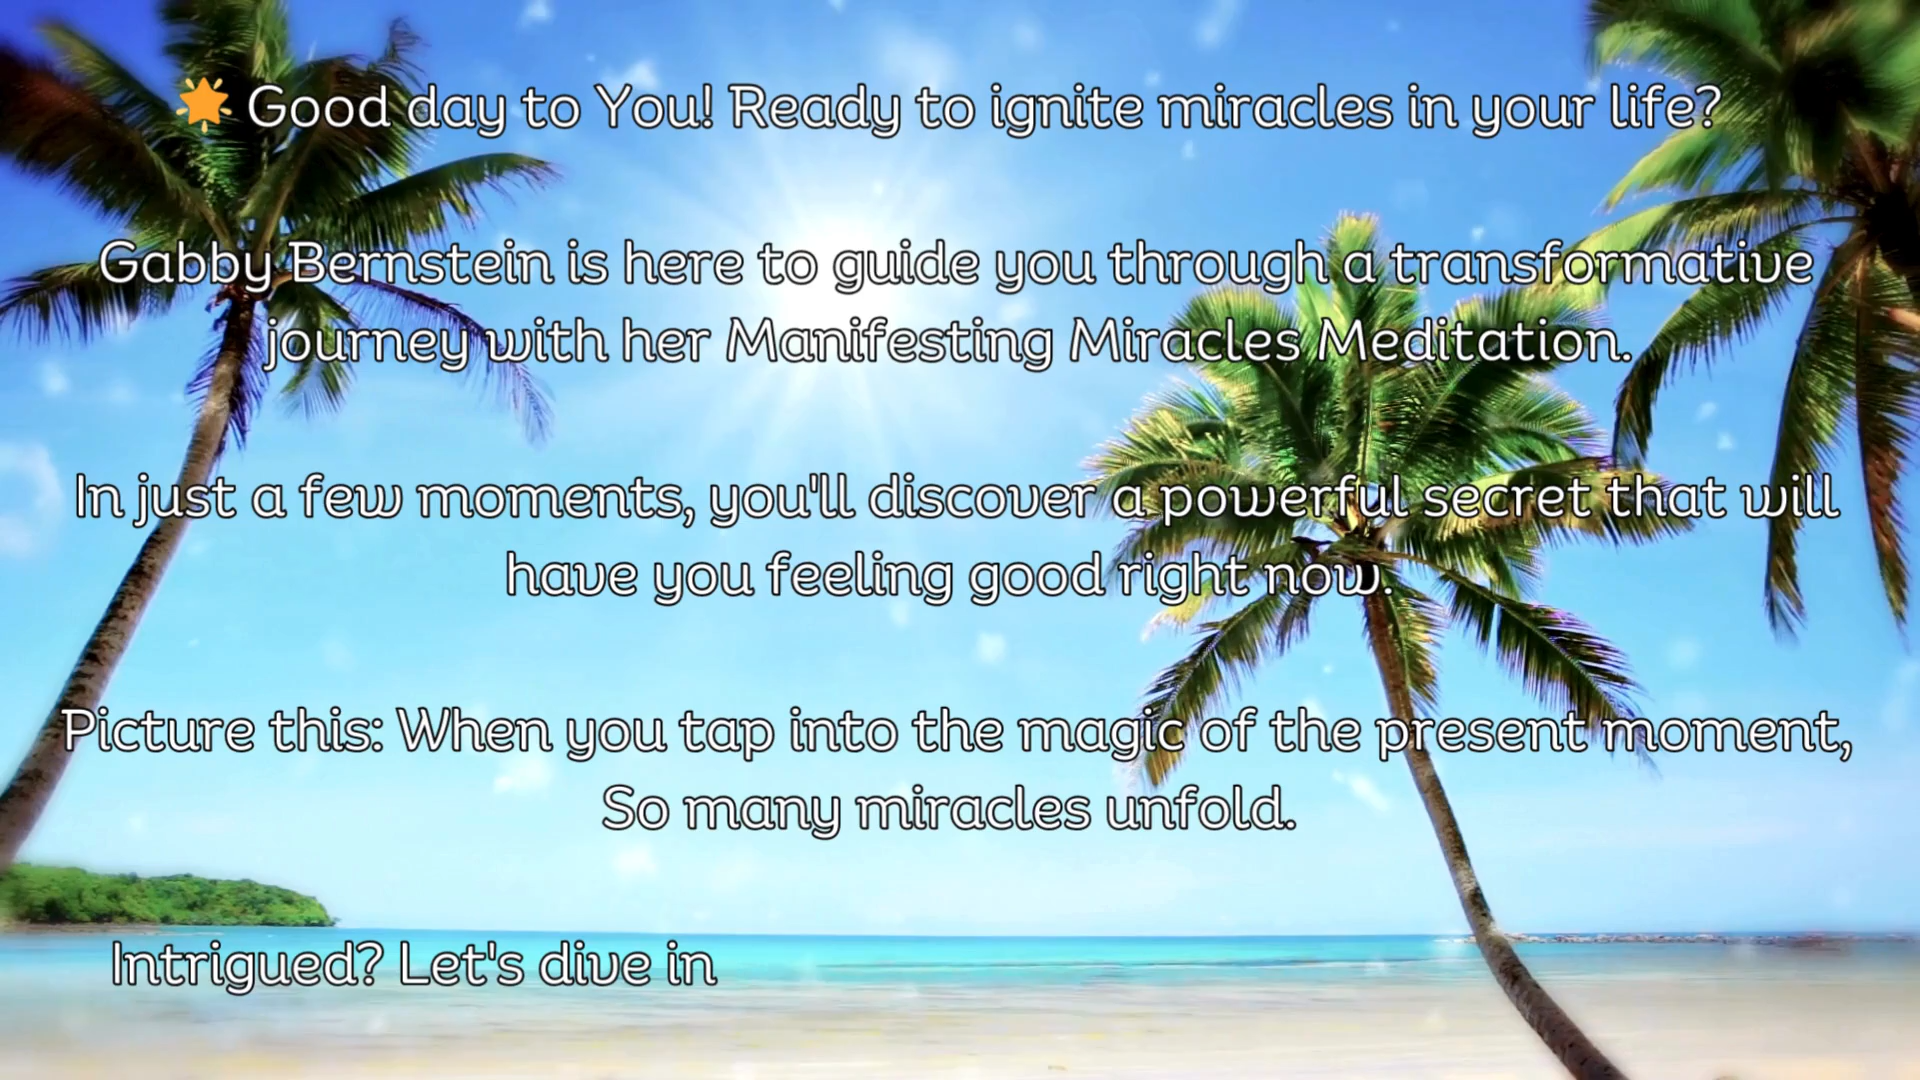 🌟 Good day to You! Ready to ignite miracles in your life?
Gabby Bernstein is here to guide you through a transformative
journey with her Manifesting Miracles Meditation.
In just a few moments, you'll discover a powerful secret that will
have you feeling good right now.
Picture this: When you tap into the magic of the present moment,
So many miracles unfold.
Intrigued? Let's dive in